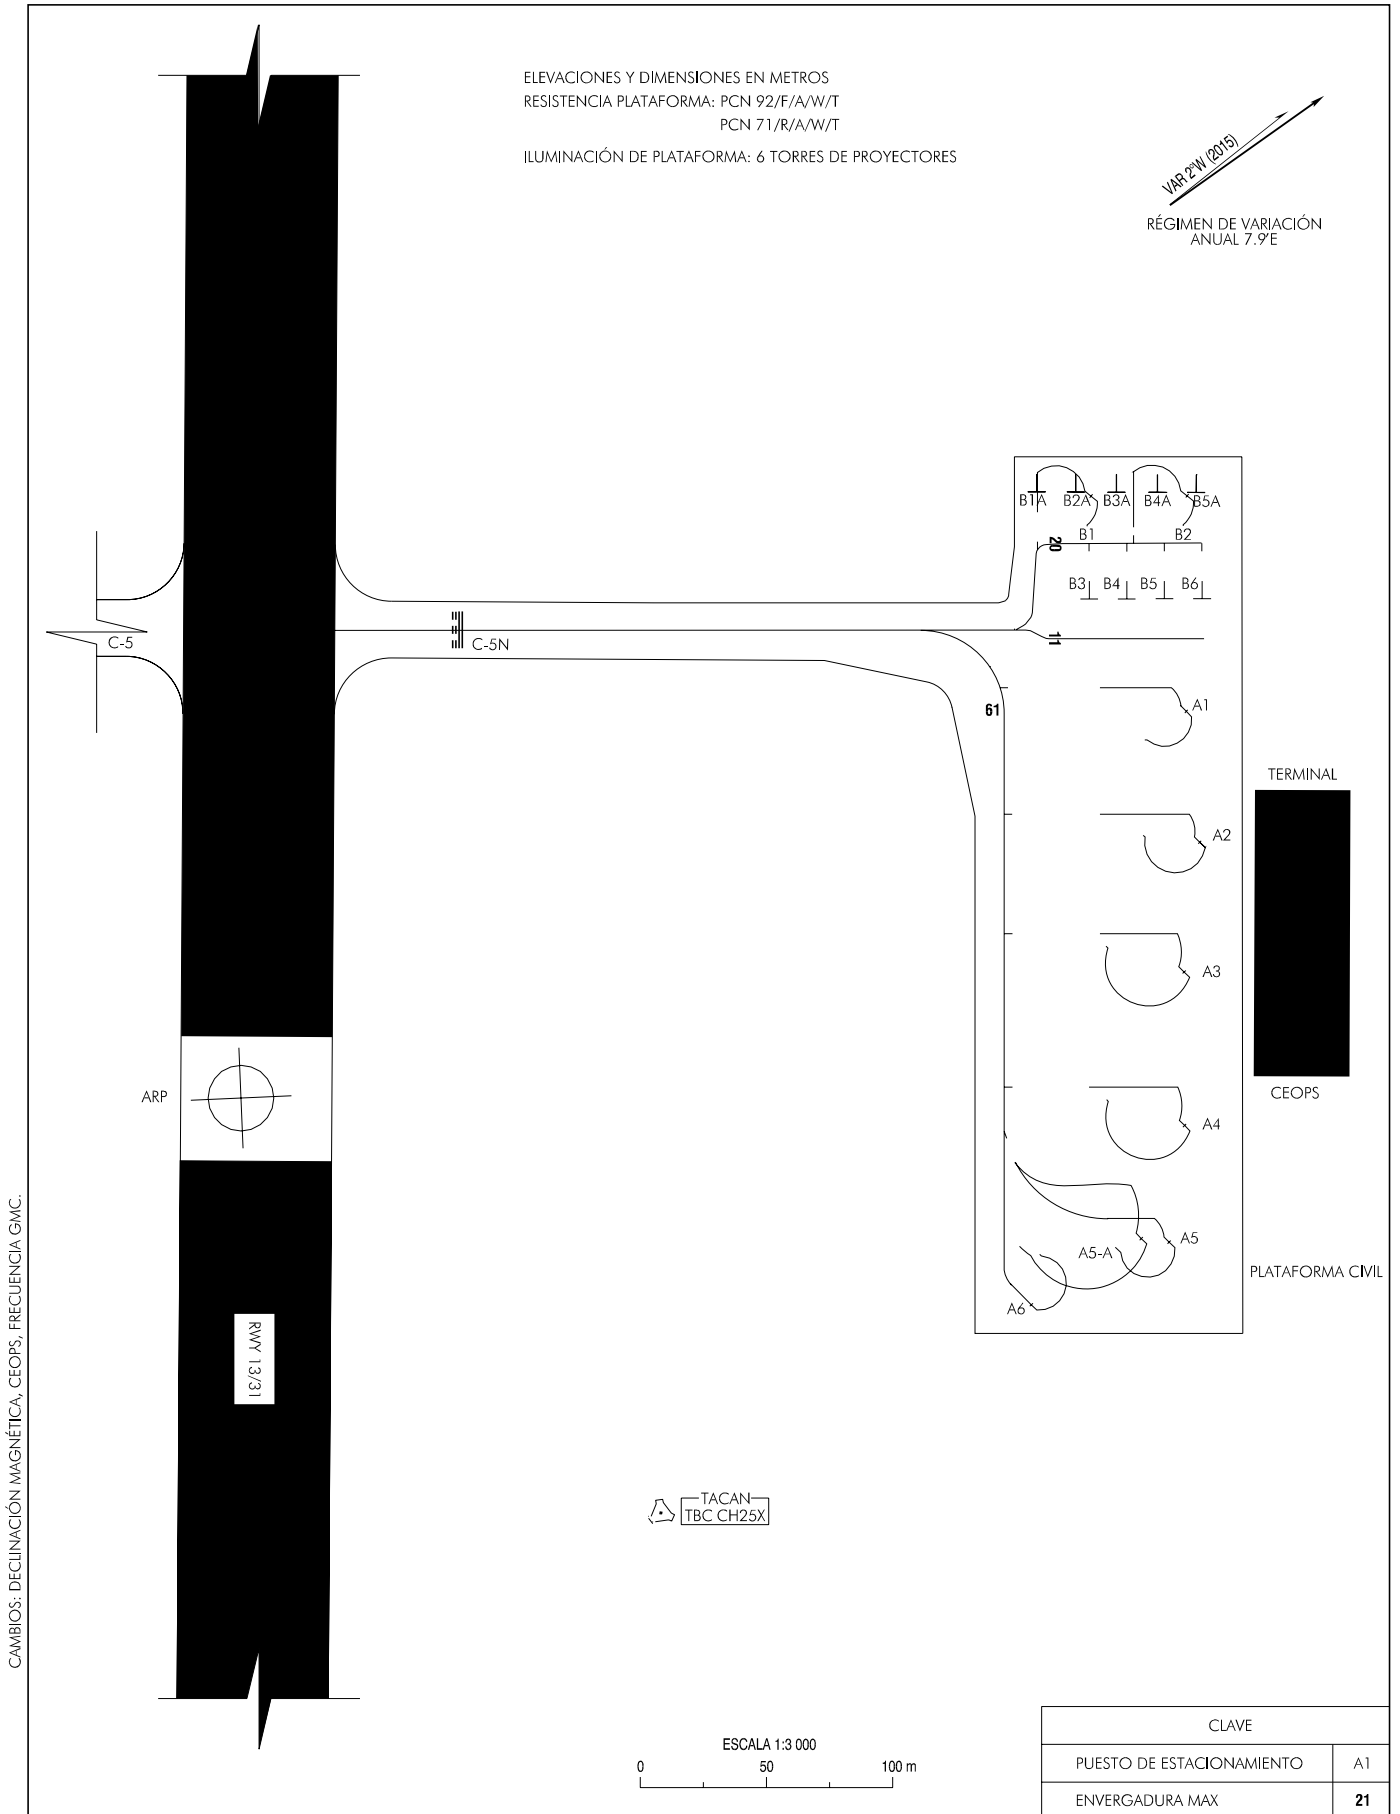 ELEVACIONES Y DIMENSIONES EN METROS
RESISTENCIA PLATAFORMA: PCN 92/F/A/W/T
PCN 71/R/A/W/T
ILUMINACIÓN DE PLATAFORMA: 6 TORRES DE PROYECTORES
VAR 2°W (2015)
RÉGIMEN DE VARIACIÓN
ANUAL 7.9'E
B1A B2A B3A B4A B5A
B1 B2
20
B3 B4 B5 B6
C-5
C-5N
11
61
A1
TERMINAL
A2
A3
ARP
CEOPS
A4
A5
A5-A
PLATAFORMA CIVIL
A6
RWY 13/31
TACAN
TBC CH25X
CAMBIOS: DECLINACIÓN MAGNÉTICA, CEOPS, FRECUENCIA GMC.
ESCALA 1:3 000
0 50 100 m
CLAVE
PUESTO DE ESTACIONAMIENTO A1
ENVERGADURA MAX 21